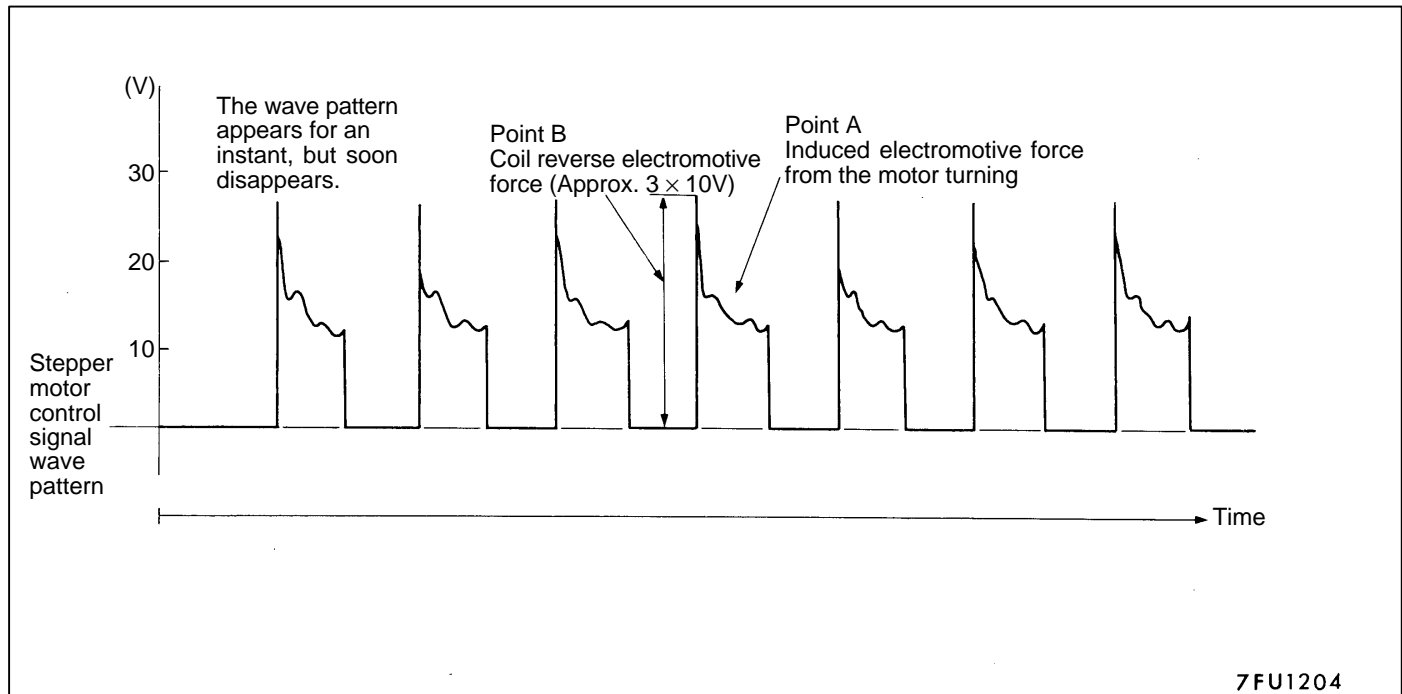 (V)
The wave pattern
appears for an
instant, but soon
disappears.
Point B
Coil reverse electromotive
force (Approx. 3 × 10V)
Point A
Induced electromotive force
from the motor turning
30
20
10
Stepper
motor
control
signal
wave
pattern
Time
7FU1204